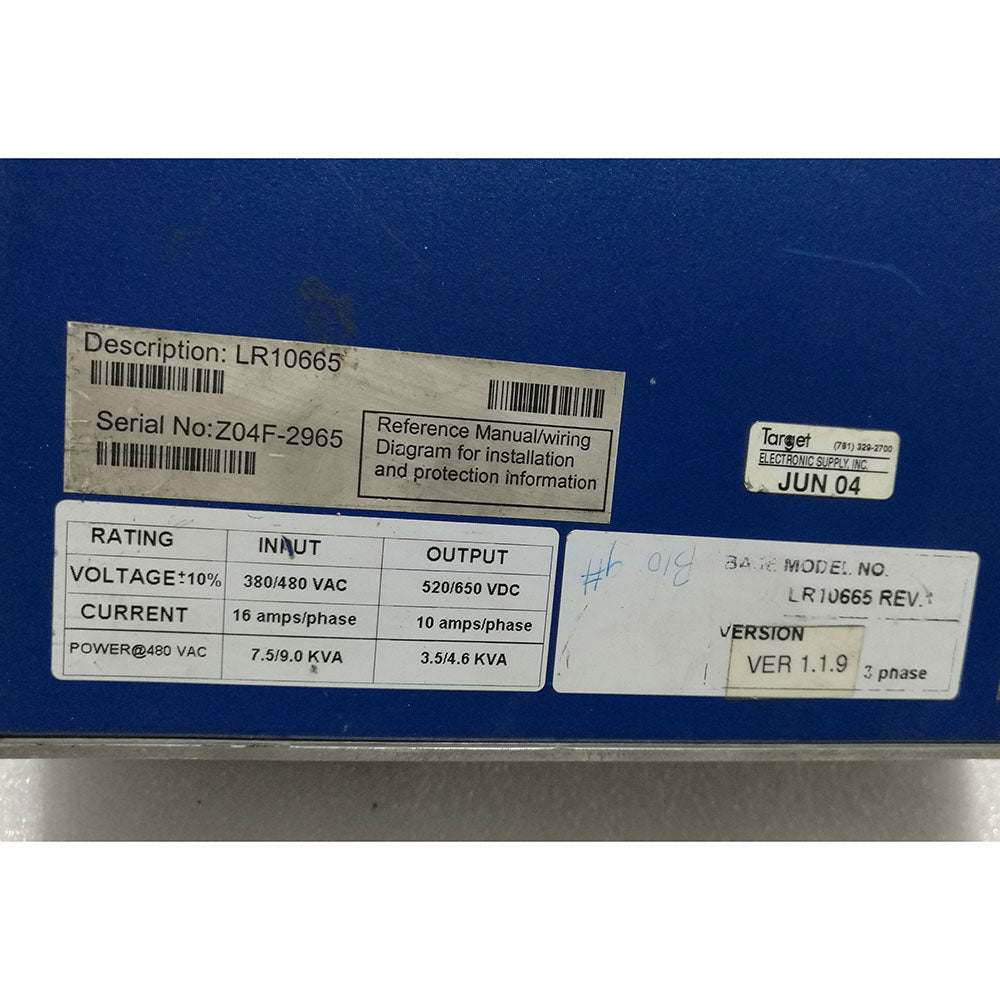 Description: LR10665
Serial No:Z04F-2965
Reference Manual/wiring
Diagram for installation
and protection information
Target (781) 329-2700
ELECTRONIC SUPPLY, INC.
JUN 04
RATING INPUT OUTPUT
VOLTAGE±10% 380/480 VAC 520/650 VDC
CURRENT 16 amps/phase 10 amps/phase
POWER@480 VAC 7.5/9.0 KVA 3.5/4.6 KVA
BASE MODEL NO.
LR10665 REV.
VERSION
VER 1.1.9 3 phase